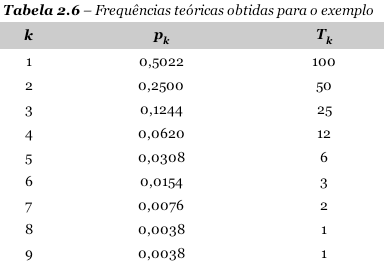 Tabela 2.6 – Frequências teóricas obtidas para o exemplo
k pk Tk
1 0,5022 100
2 0,2500 50
3 0,1244 25
4 0,0620 12
5 0,0308 6
6 0,0154 3
7 0,0076 2
8 0,0038 1
9 0,0038 1